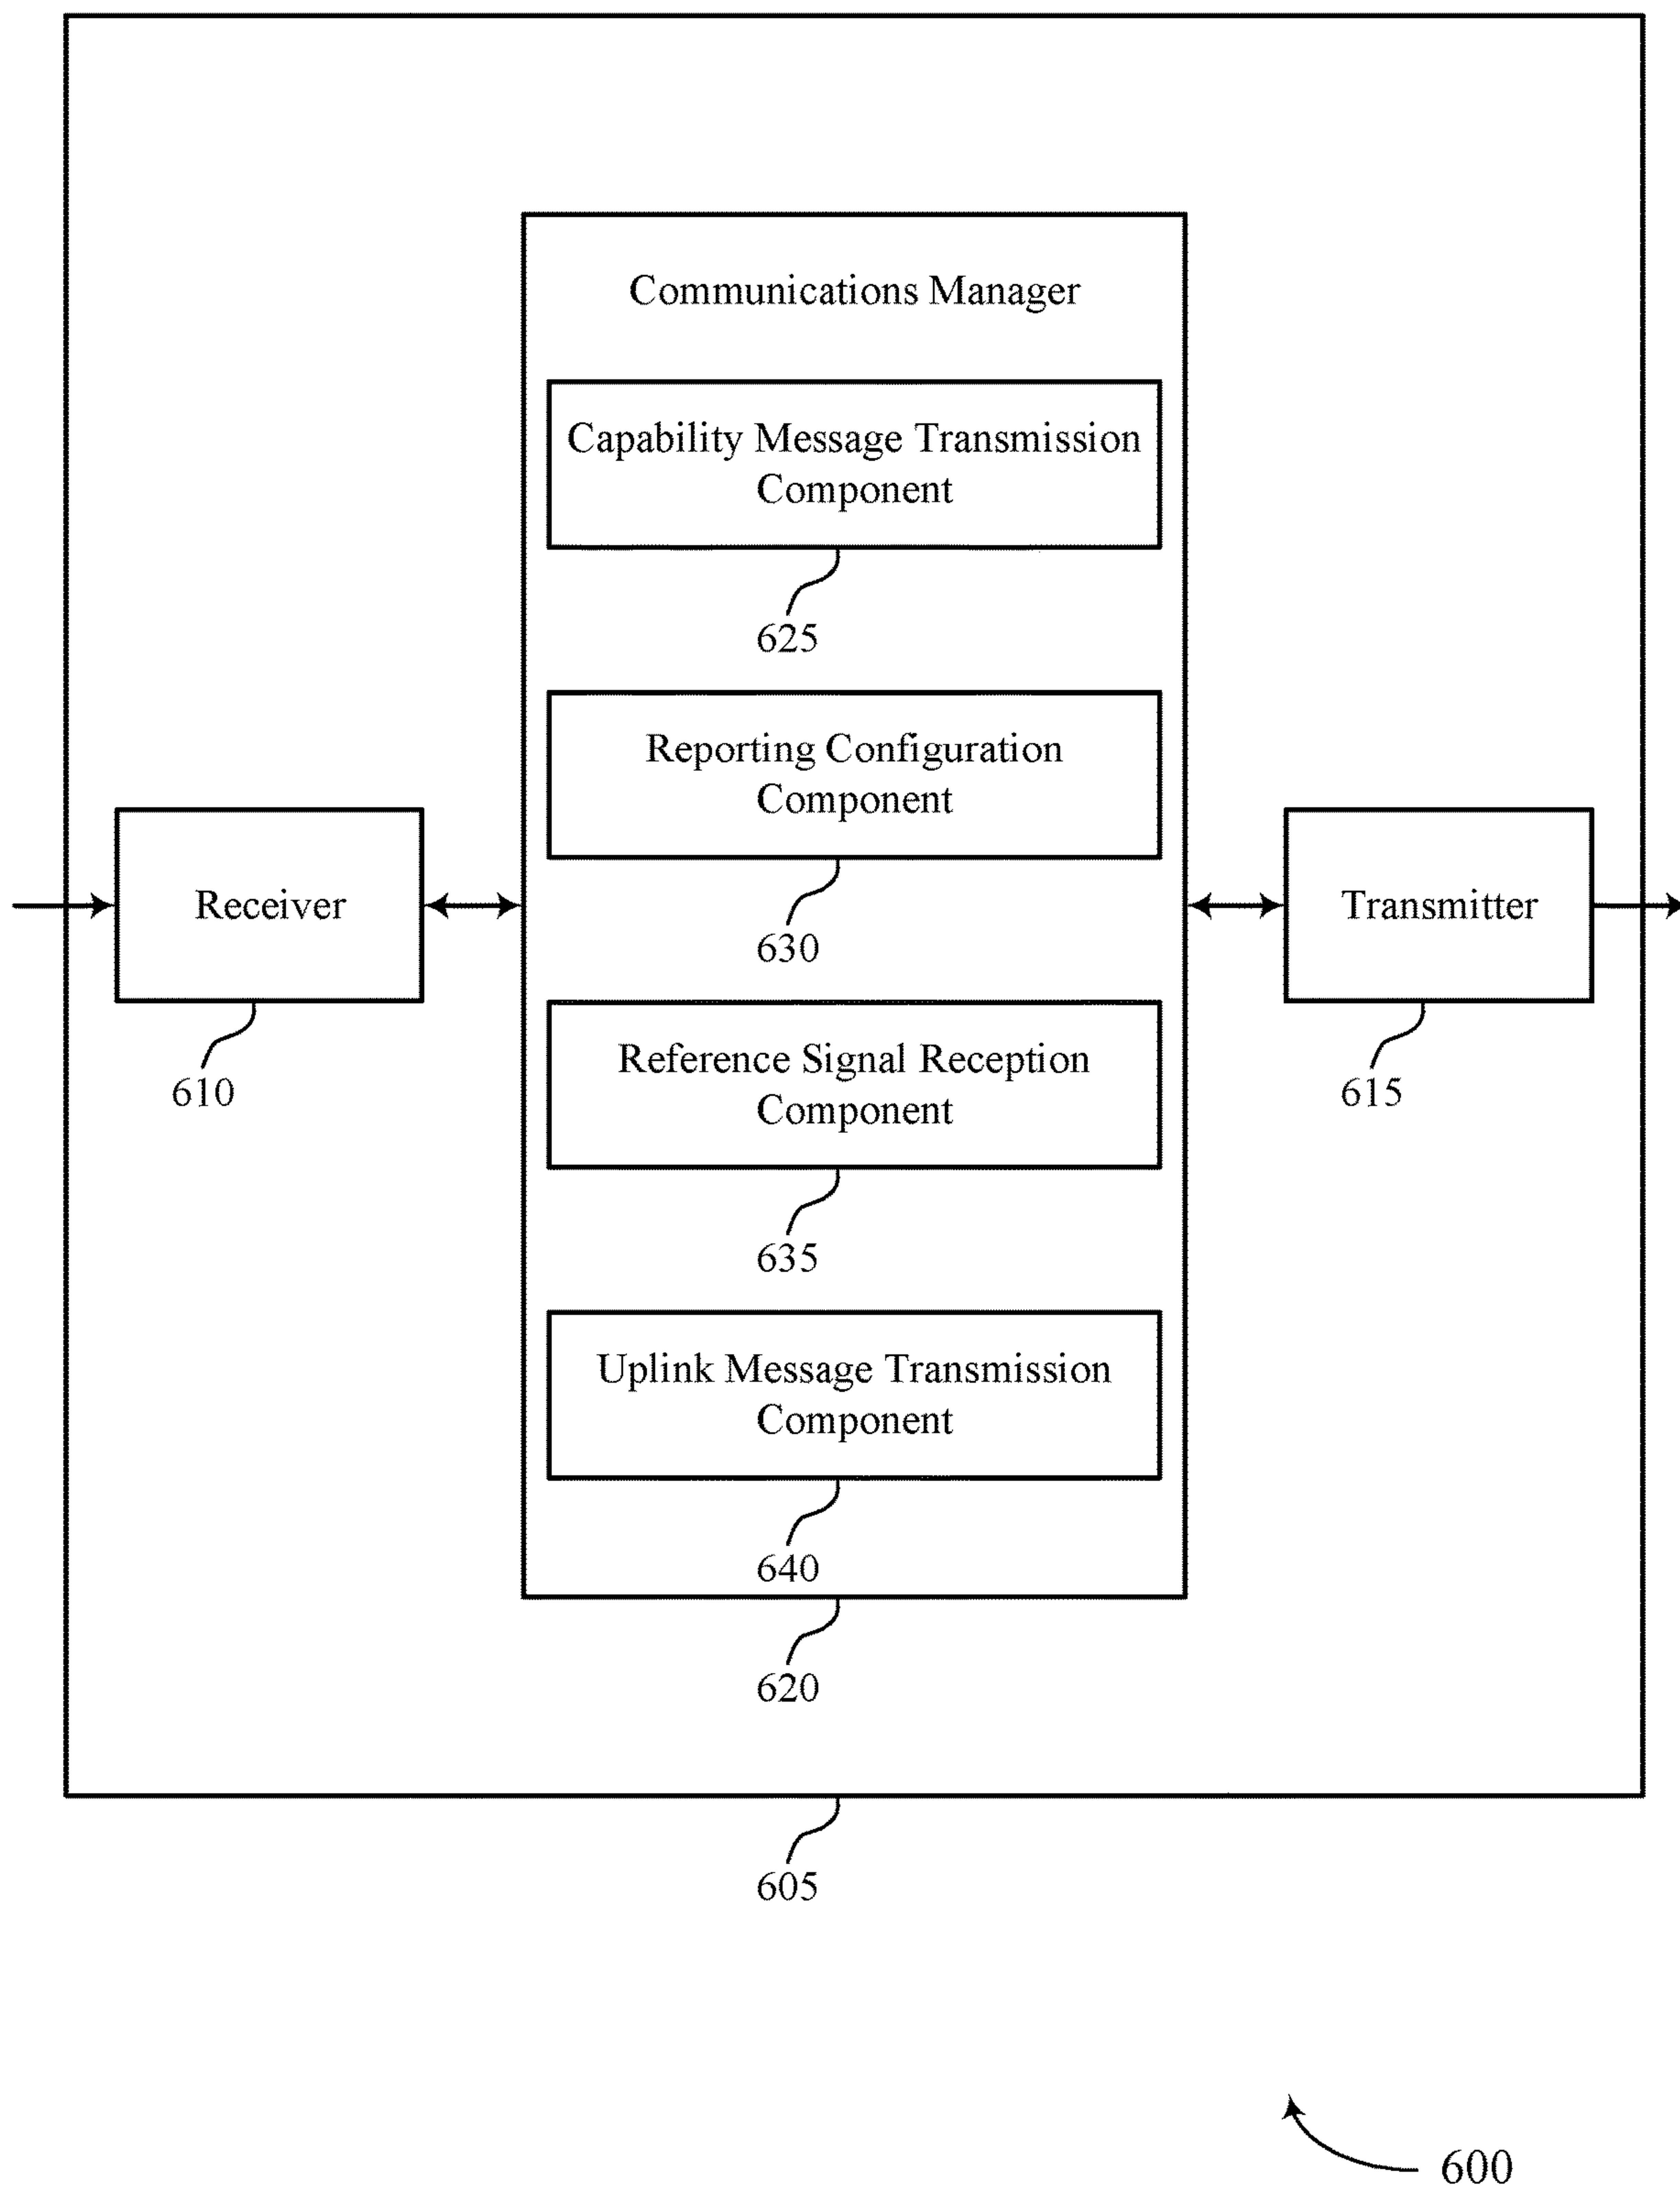 Communications Manager
Capability Message Transmission
Component
625
Reporting Configuration
Component
630
Receiver
610
Transmitter
615
Reference Signal Reception
Component
635
Uplink Message Transmission
Component
640
620
605
600